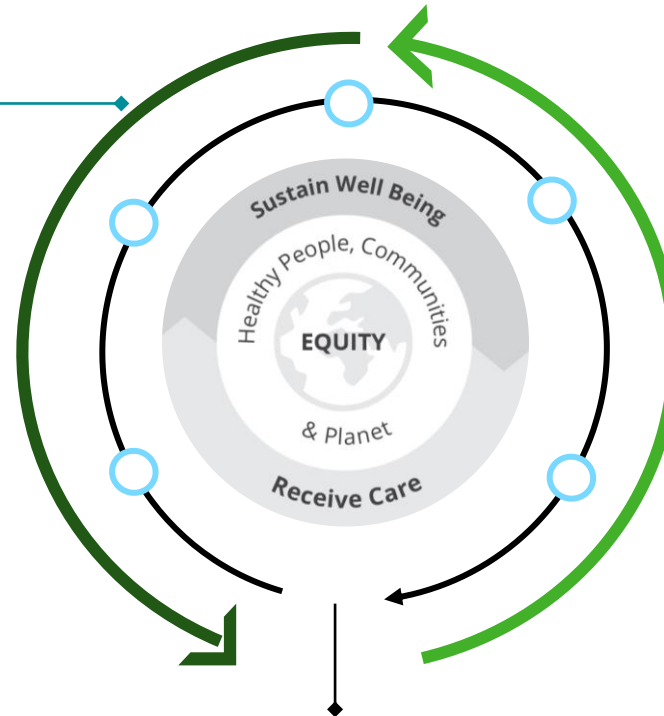 Sustain Well Being
Healthy People, Communities
EQUITY
& Planet
Receive Care